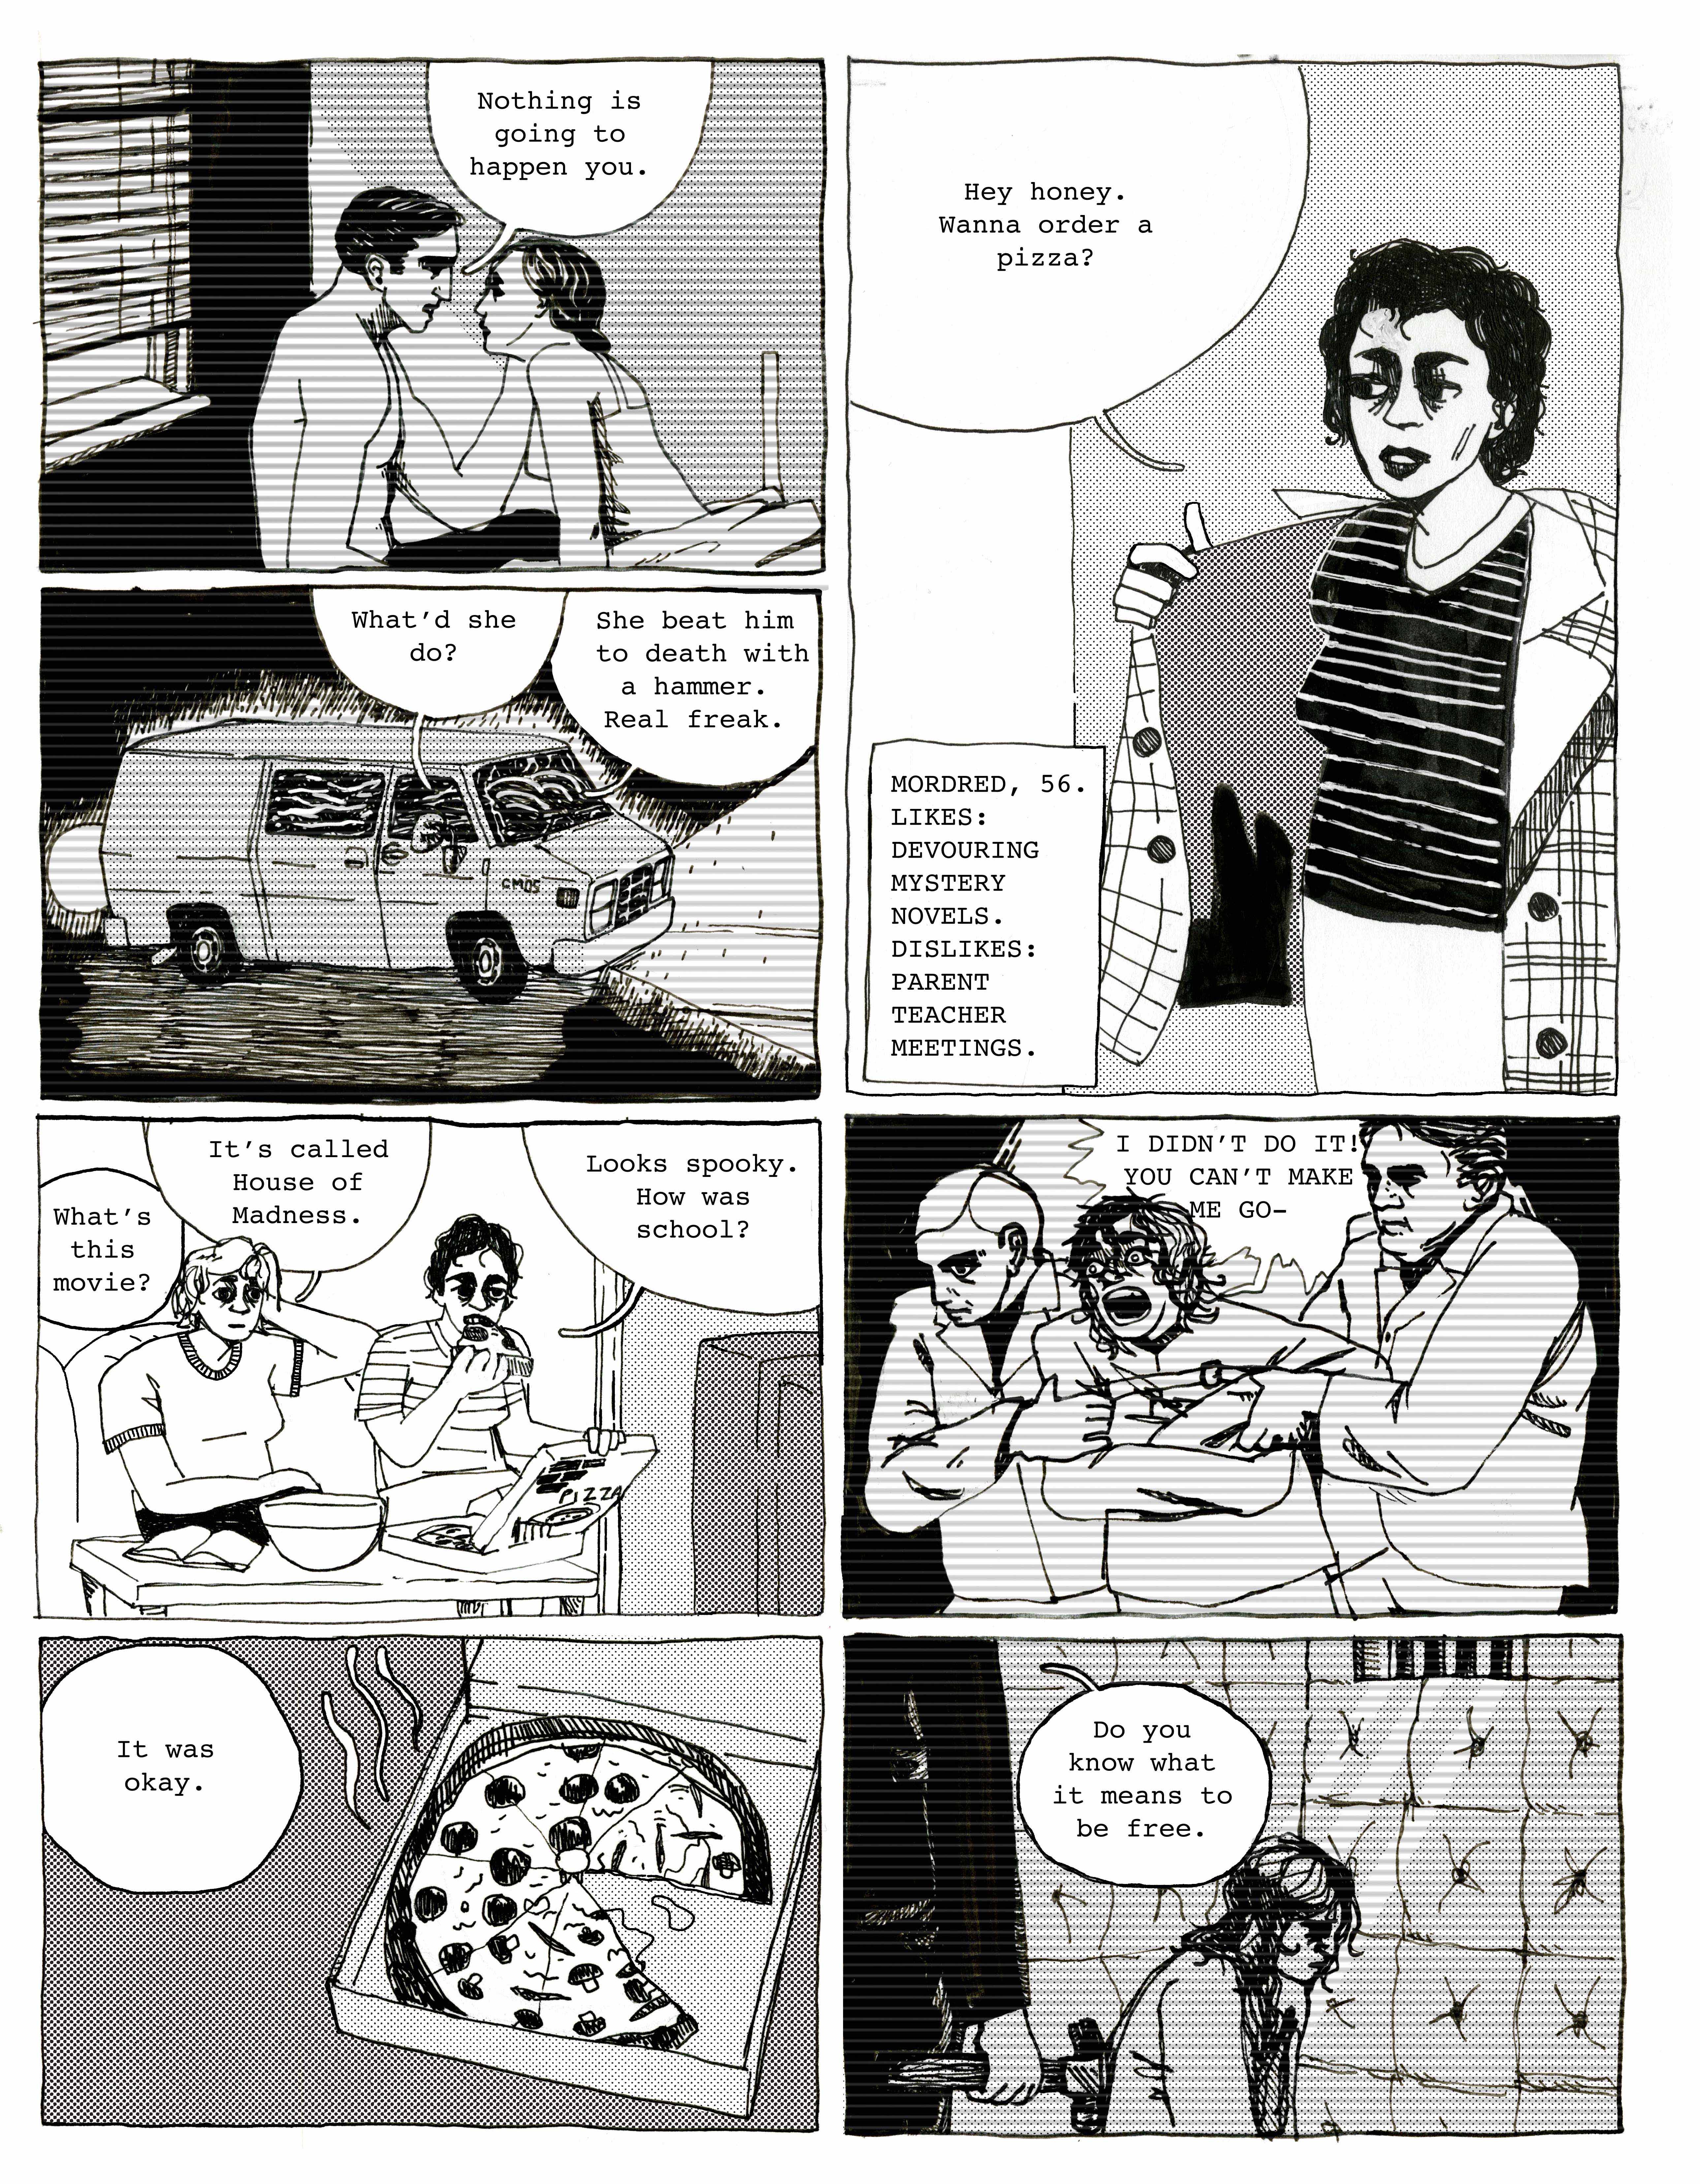 Nothing is
going to
happen you.
What'd she
do?
She beat him
to death with
a hammer.
Real freak.
CMOS
Hey honey.
Wanna order a
pizza?
MORDRED, 56.
LIKES:
DEVOURING
MYSTERY
NOVELS.
DISLIKES:
PARENT
TEACHER
MEETINGS.
What's
this
movie?
It's called
House of
Madness.
Looks spooky.
How was
school?
PIZZA
I DIDN'T DO IT!
YOU CAN'T MAKE
ME GO-
It was
okay.
Do you
know what
it means to
be free.